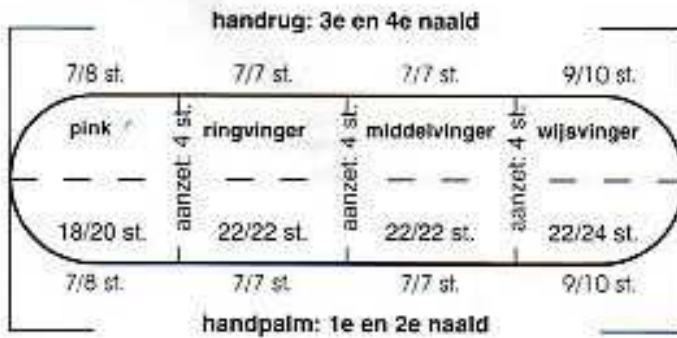 handrug: 3e en 4e naald
7/8 st. 7/7 st. 7/7 st. 9/10 st.
pink ringvinger middelvinger wijsvinger
aanzet: 4 st. aanzet: 4 st. aanzet: 4 st.
18/20 st. 22/22 st. 22/22 st. 22/24 st.
7/8 st. 7/7 st. 7/7 st. 9/10 st.
handpalm: 1e en 2e naald